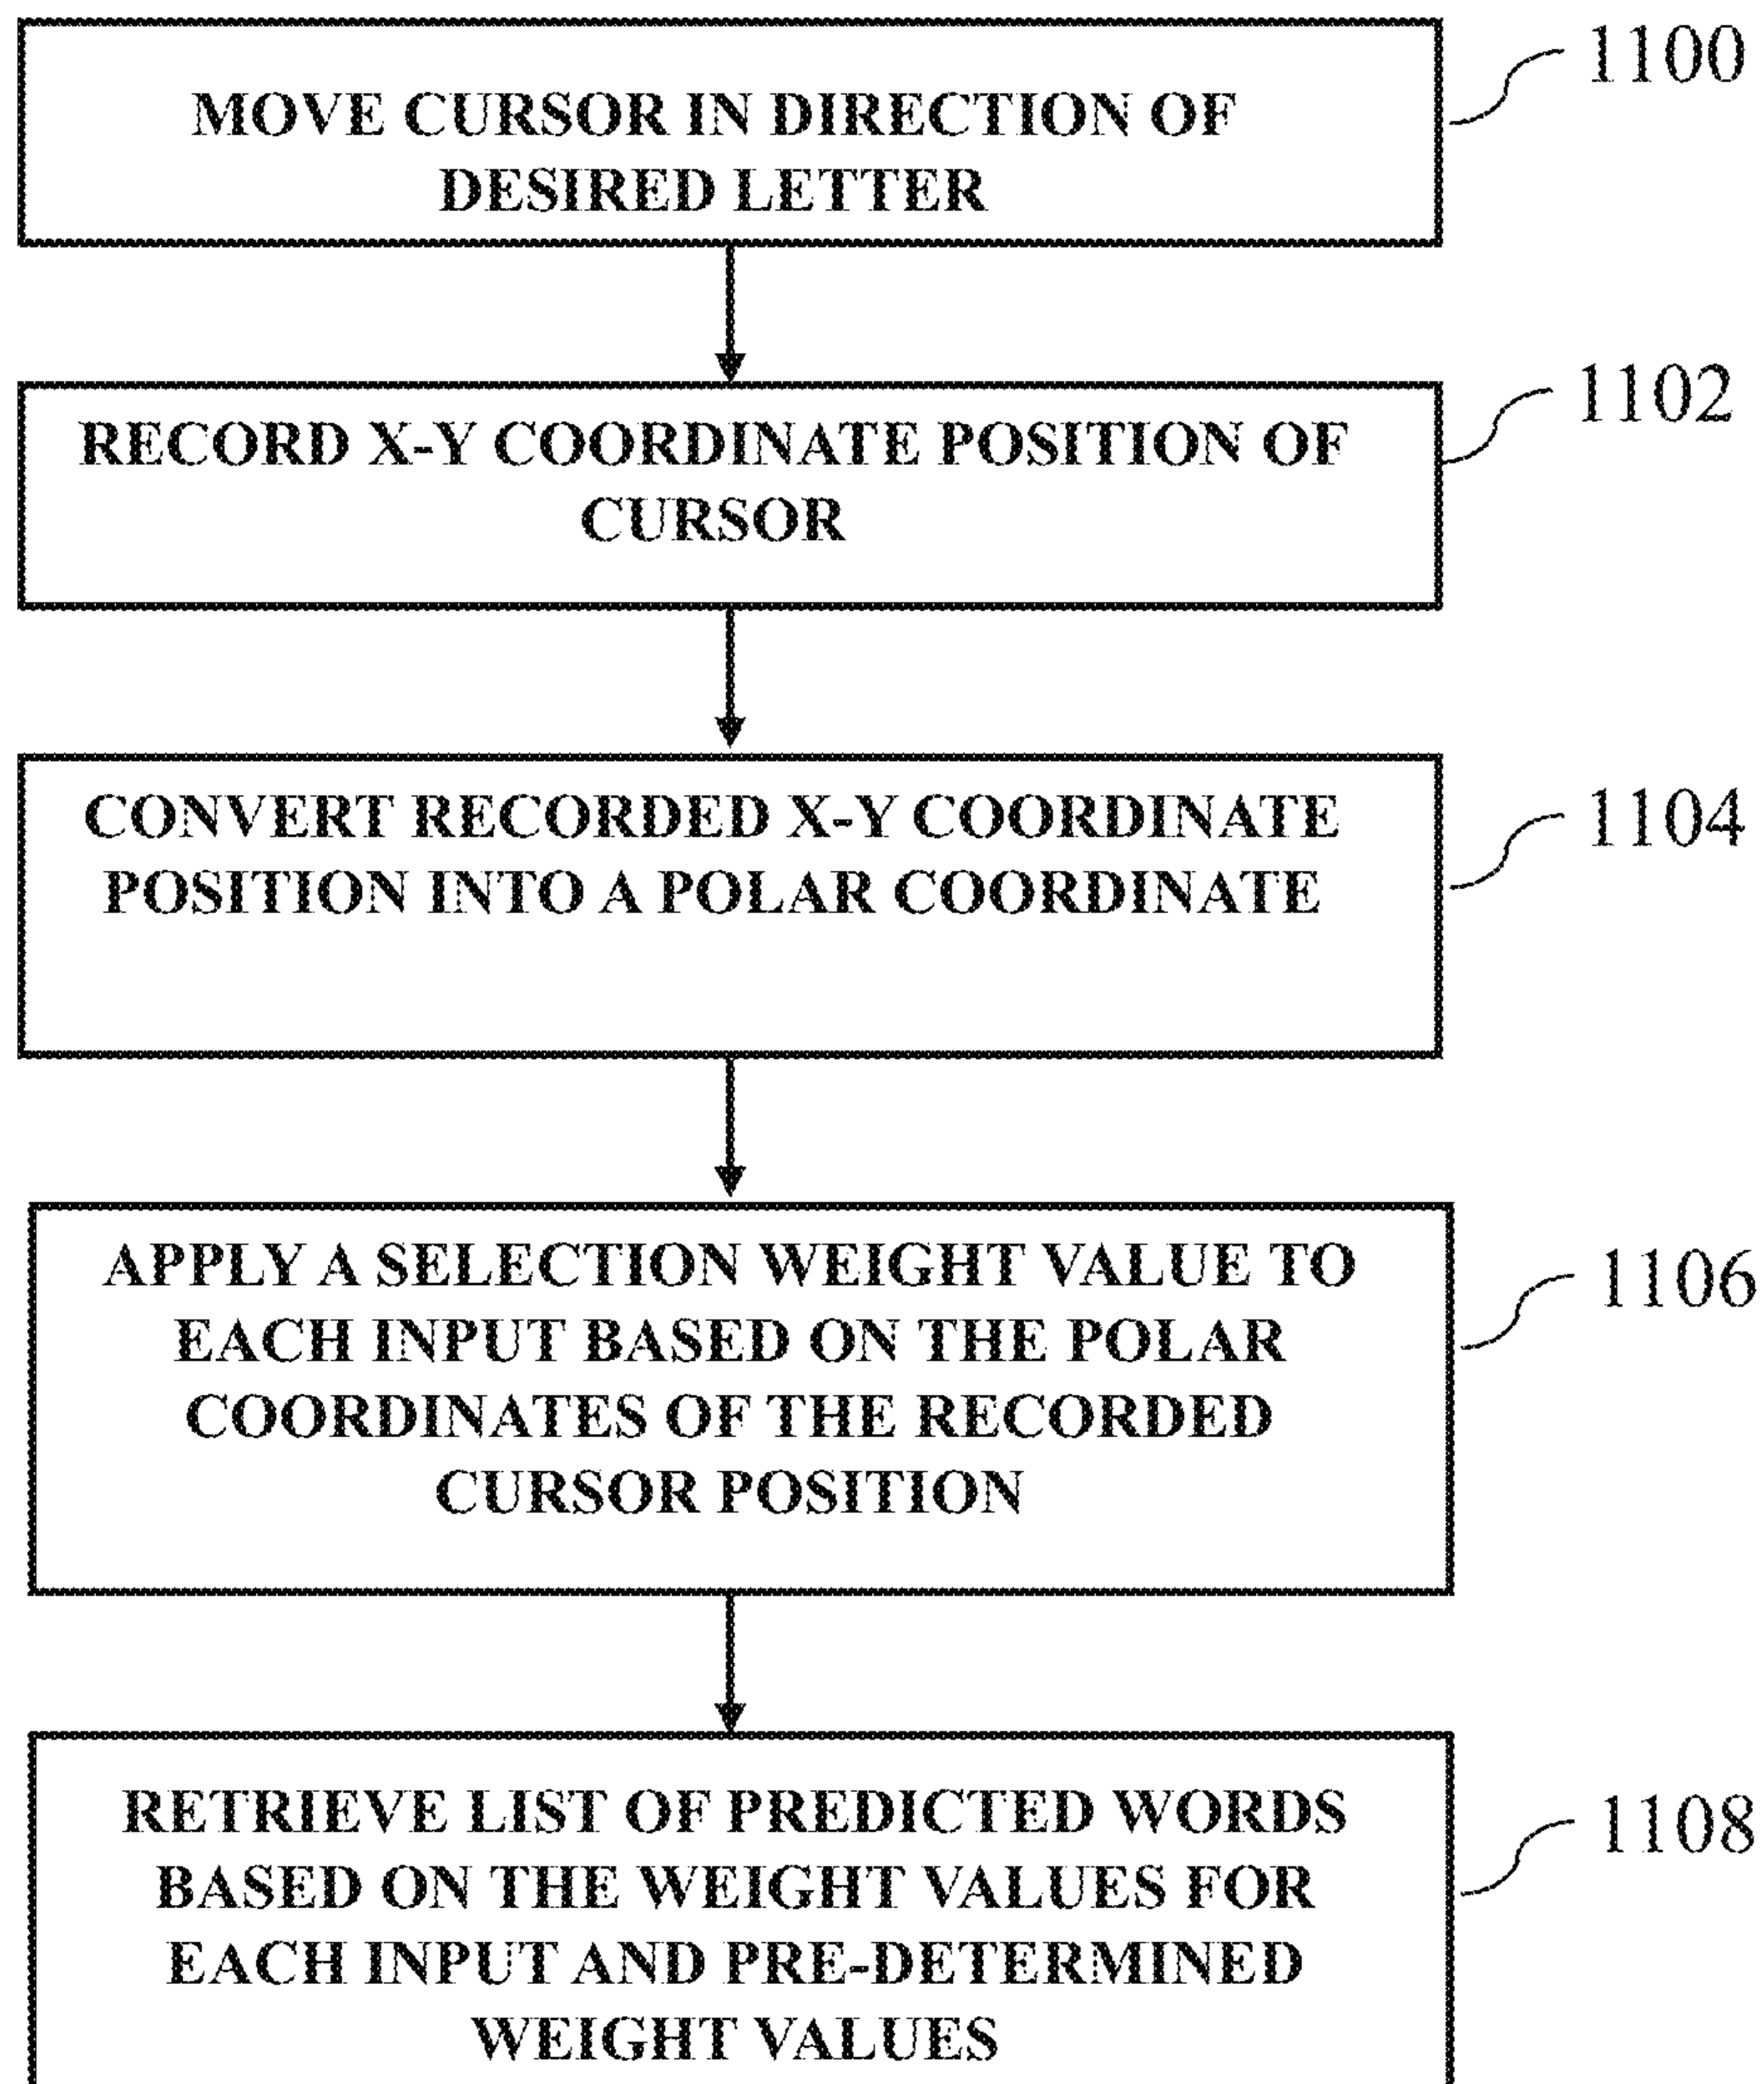 1100
MOVE CURSOR IN DIRECTION OF
DESIRED LETTER
1102
RECORD X-Y COORDINATE POSITION OF
CURSOR
1104
CONVERT RECORDED X-Y COORDINATE
POSITION INTO A POLAR COORDINATE
1106
APPLY A SELECTION WEIGHT VALUE TO
EACH INPUT BASED ON THE POLAR
COORDINATES OF THE RECORDED
CURSOR POSITION
1108
RETRIEVE LIST OF PREDICTED WORDS
BASED ON THE WEIGHT VALUES FOR
EACH INPUT AND PRE-DETERMINED
WEIGHT VALUES